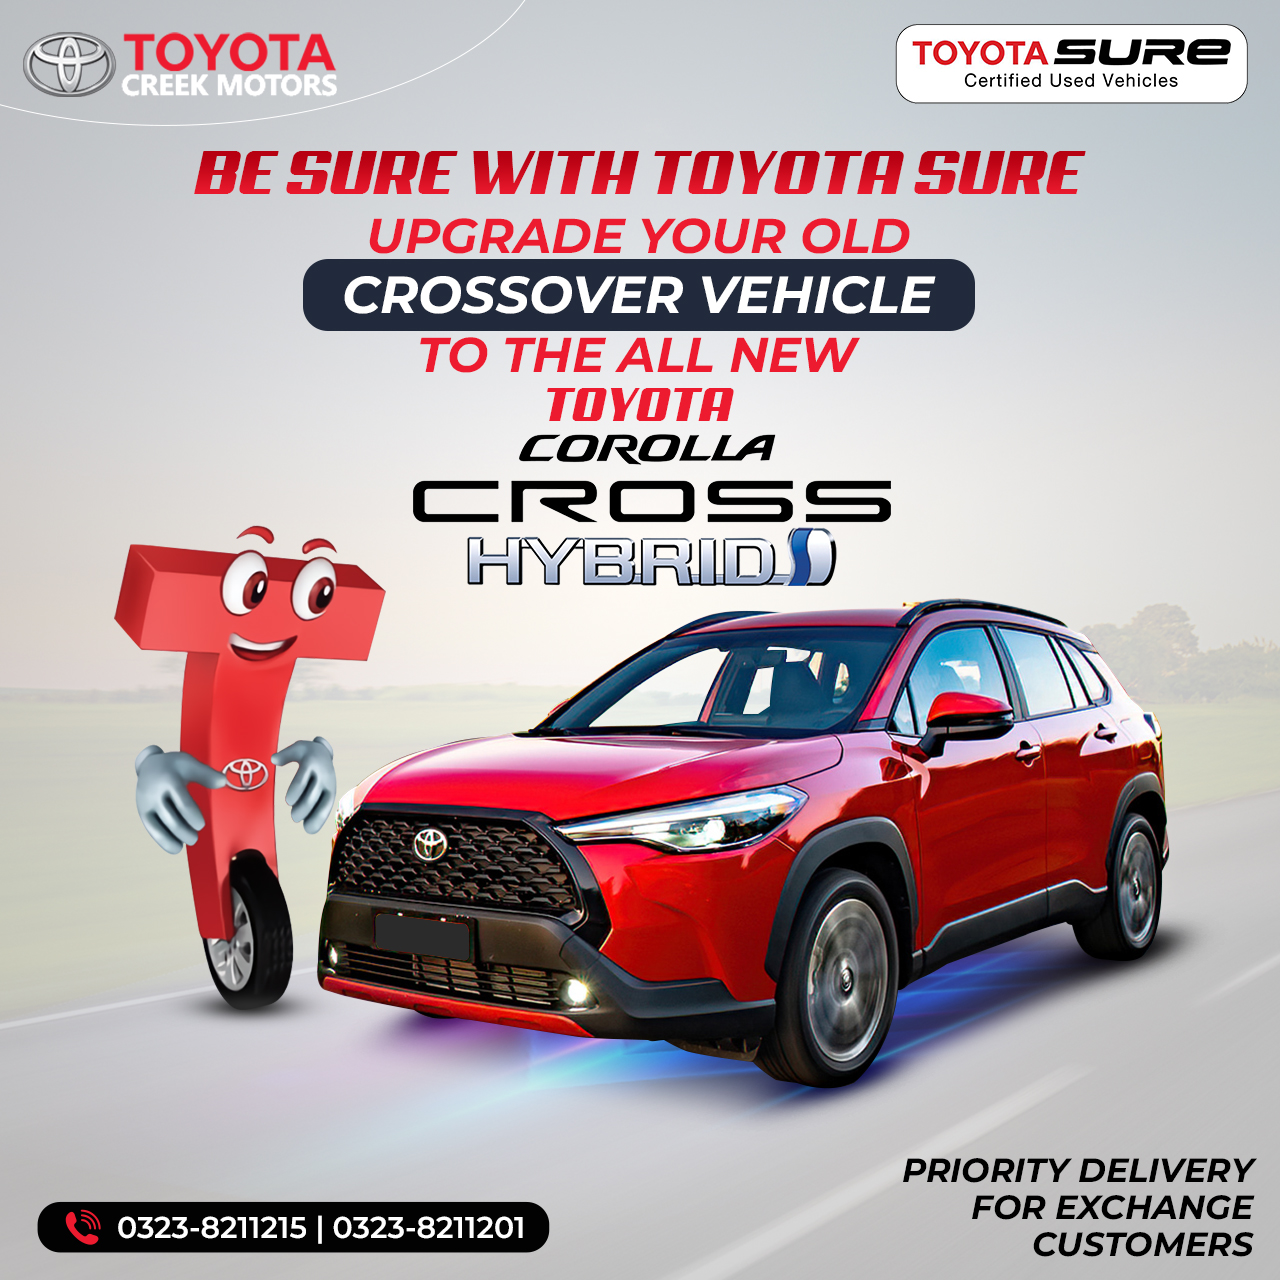 TOYOTA
CREEK MOTORS
TOYOTA SURE
Certified Used Vehicles
BE SURE WITH TOYOTA SURE
UPGRADE YOUR OLD
CROSSOVER VEHICLE
TO THE ALL NEW
TOYOTA
COROLLA
CROSS
HYBRID
PRIORITY DELIVERY
FOR EXCHANGE
CUSTOMERS
0323-8211215 | 0323-8211201